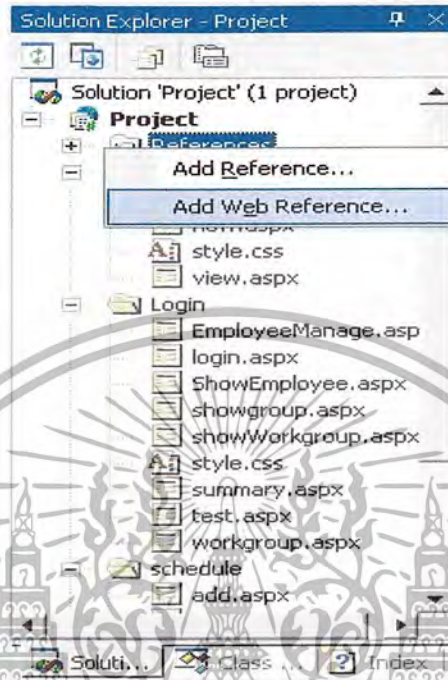 Solution Explorer - Project
Solution 'Project' (1 project)
Project
References
Add Reference...
Add Web Reference...
style.css
view.aspx
Login
EmployeeManage.asp
login.aspx
ShowEmployee.aspx
showgroup.aspx
showWorkgroup.aspx
style.css
summary.aspx
test.aspx
workgroup.aspx
schedule
add.aspx
Soluti... Class ... Index